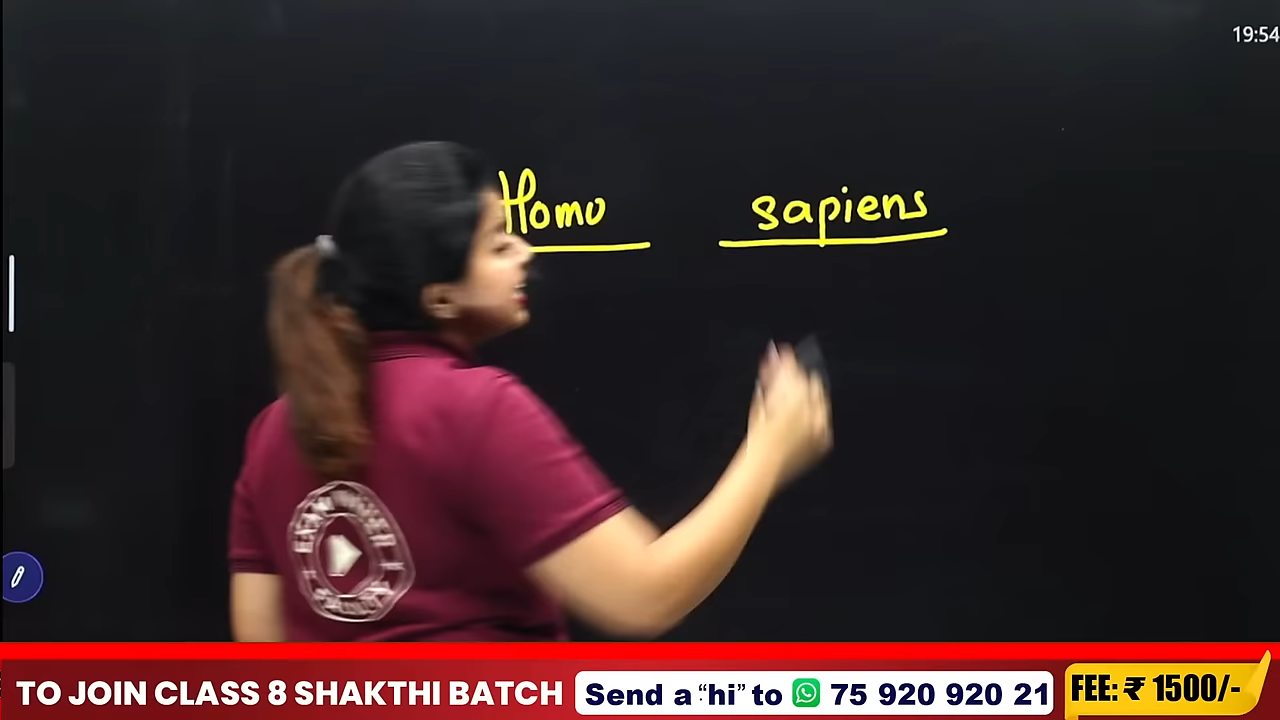 19:54
Homo sapiens
TO JOIN CLASS 8 SHAKTHI BATCH
Send a “hi” to 75 920 920 21
FEE: ₹ 1500/-